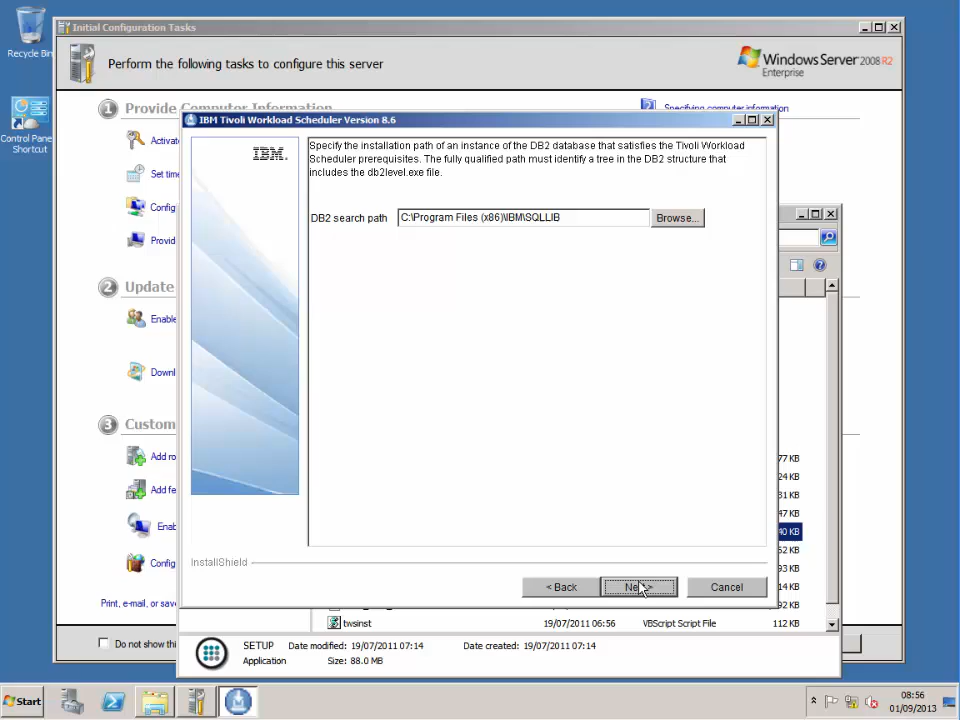 Initial Configuration Tasks
Recycle Bin
Perform the following tasks to configure this server
Windows Server 2008 R2
Enterprise
Control Pane
Shortcut
1 Provide Computer Information
Specifying computer information
IBM Tivoli Workload Scheduler Version 8.6
Activat
Set time
Config
Provid
IBM.
Specify the installation path of an instance of the DB2 database that satisfies the Tivoli Workload
Scheduler prerequisites. The fully qualified path must identify a tree in the DB2 structure that
includes the db2level.exe file.
DB2 search path
C:\Program Files (x86)\IBM\SQLLIB
Browse...
2 Update
Enable
Downl
3 Custom
Add ro
Add fe
Enab
Config
77 KB
24 KB
31 KB
47 KB
40 KB
52 KB
93 KB
38 KB
92 KB
InstallShield
< Back
Next >
Cancel
Print, e-mail, or save
twsinst
19/07/2011 06:56
VBScript Script File
112 KB
Do not show thi
SETUP
Date modified: 19/07/2011 07:14
Date created: 19/07/2011 07:14
Application
Size: 88.0 MB
Start
08:56
01/09/2013